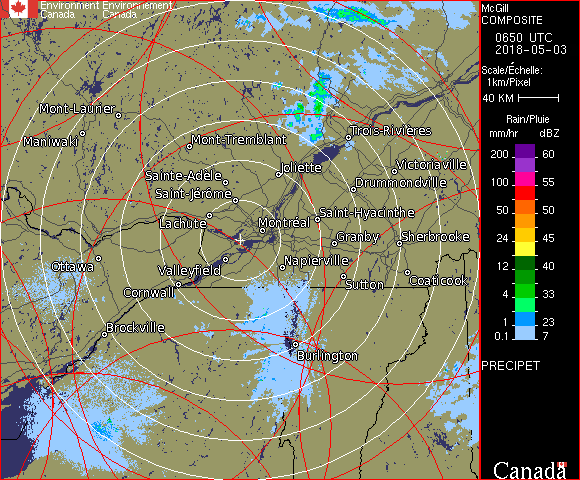 Environment Environnement
Canada Canada
McGill
COMPOSITE
0650 UTC
2018-05-03
Scale/Échelle:
1km/Pixel
40 KM
Rain/Pluie
mm/hr dBZ
200 60
100 55
50 50
24 45
12 40
4 33
1 23
0.1 7
PRECIPET
Mont-Laurier
Maniwaki
Mont-Tremblant
Trois-Rivières
Joliette
Victoriaville
Sainte-Adèle
Drummondville
Saint-Jérôme
Saint-Hyacinthe
Lachute
Montréal
Granby
Sherbrooke
Ottawa
Valleyfield
Napierville
Cornwall
Sutton
Coaticook
Brockville
Burlington
Canada